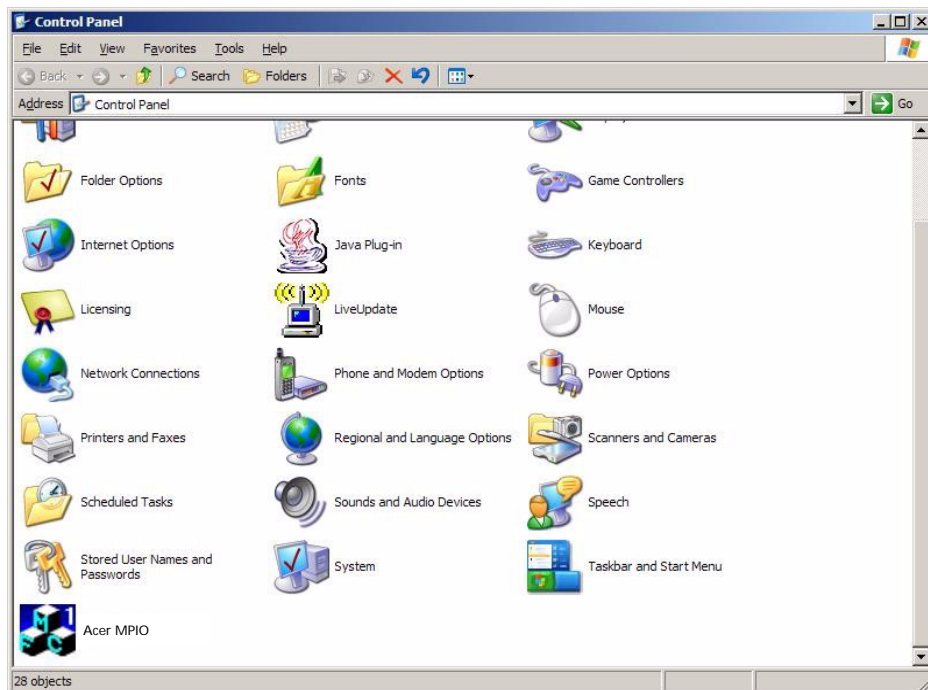 Control Panel
File Edit View Favorites Tools Help
Back Search Folders
Address Control Panel Go
Folder Options Fonts Game Controllers
Internet Options Java Plug-in Keyboard
Licensing LiveUpdate Mouse
Network Connections Phone and Modem Options Power Options
Printers and Faxes Regional and Language Options Scanners and Cameras
Scheduled Tasks Sounds and Audio Devices Speech
Stored User Names and
Passwords System Taskbar and Start Menu
M 1
F C Acer MPIO
28 objects